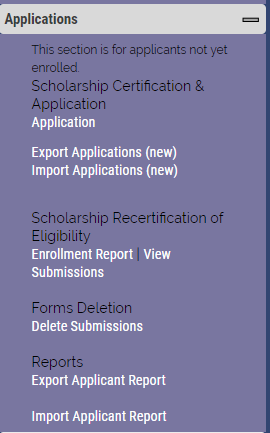 Applications
This section is for applicants not yet
enrolled.
Scholarship Certification &
Application
Application
Export Applications (new)
Import Applications (new)
Scholarship Recertification of
Eligibility
Enrollment Report | View
Submissions
Forms Deletion
Delete Submissions
Reports
Export Applicant Report
Import Applicant Report